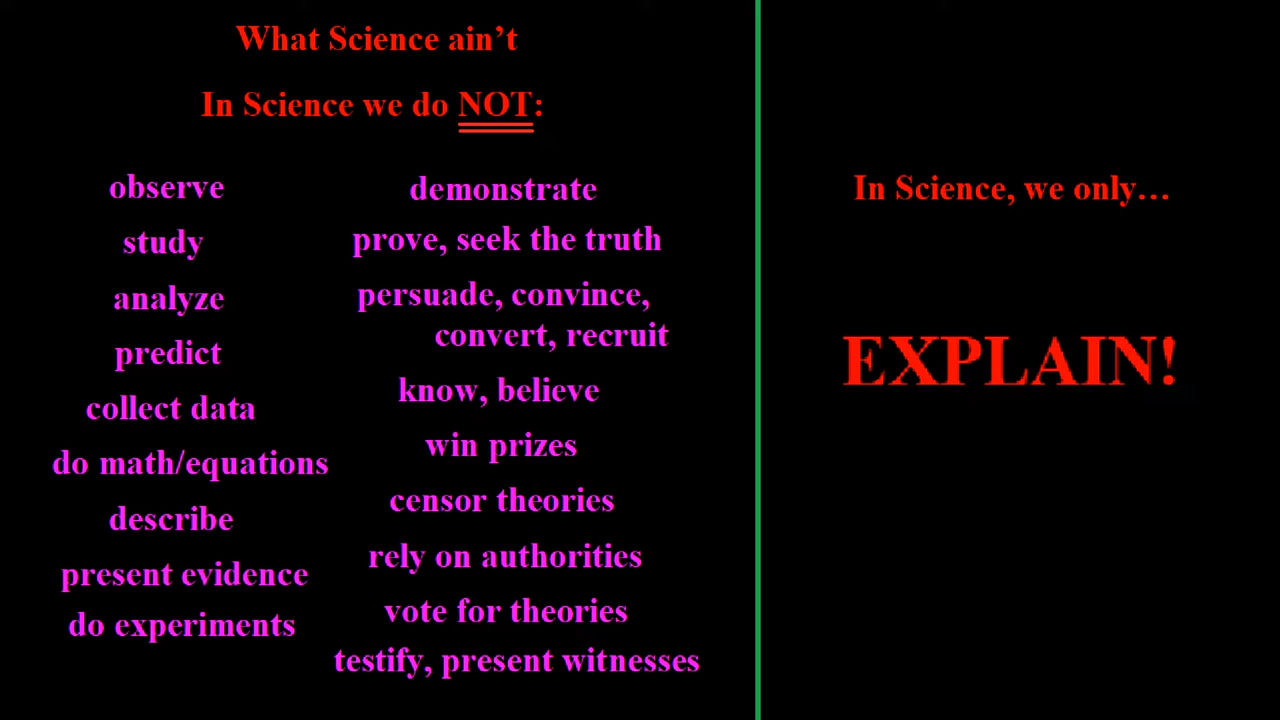 What Science ain’t
In Science we do NOT:
observe
study
analyze
predict
collect data
do math/equations
describe
present evidence
do experiments
demonstrate
prove, seek the truth
persuade, convince,
convert, recruit
know, believe
win prizes
censor theories
rely on authorities
vote for theories
testify, present witnesses
In Science, we only…
EXPLAIN!